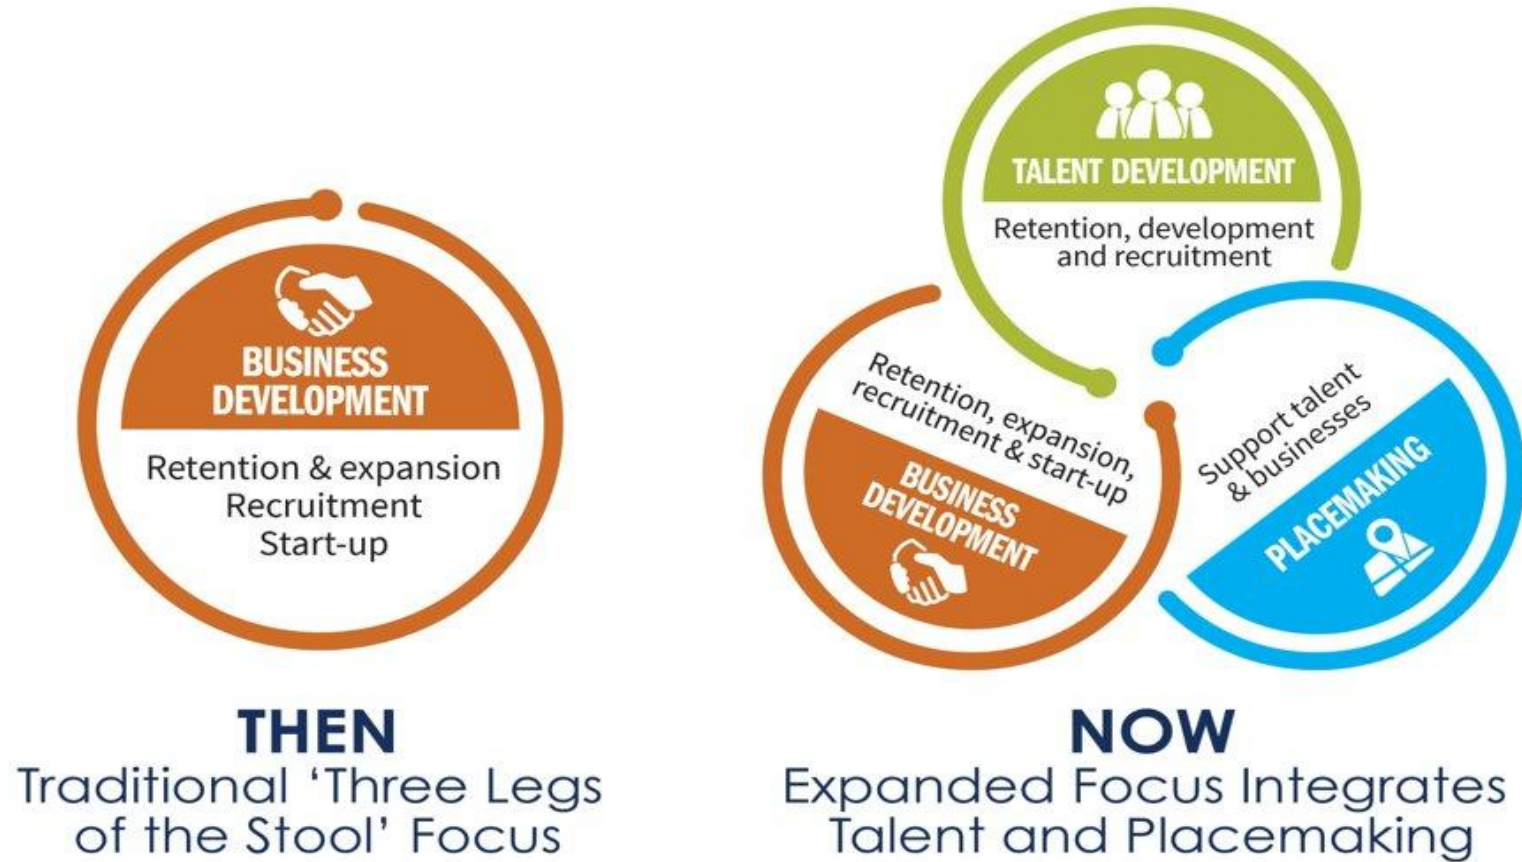 BUSINESS
DEVELOPMENT
Retention & expansion
Recruitment
Start-up
THEN
Traditional ‘Three Legs
of the Stool’ Focus
TALENT DEVELOPMENT
Retention, development
and recruitment
Retention, expansion,
recruitment & start-up
BUSINESS
DEVELOPMENT
Support talent
& businesses
PLACEMAKING
NOW
Expanded Focus Integrates
Talent and Placemaking